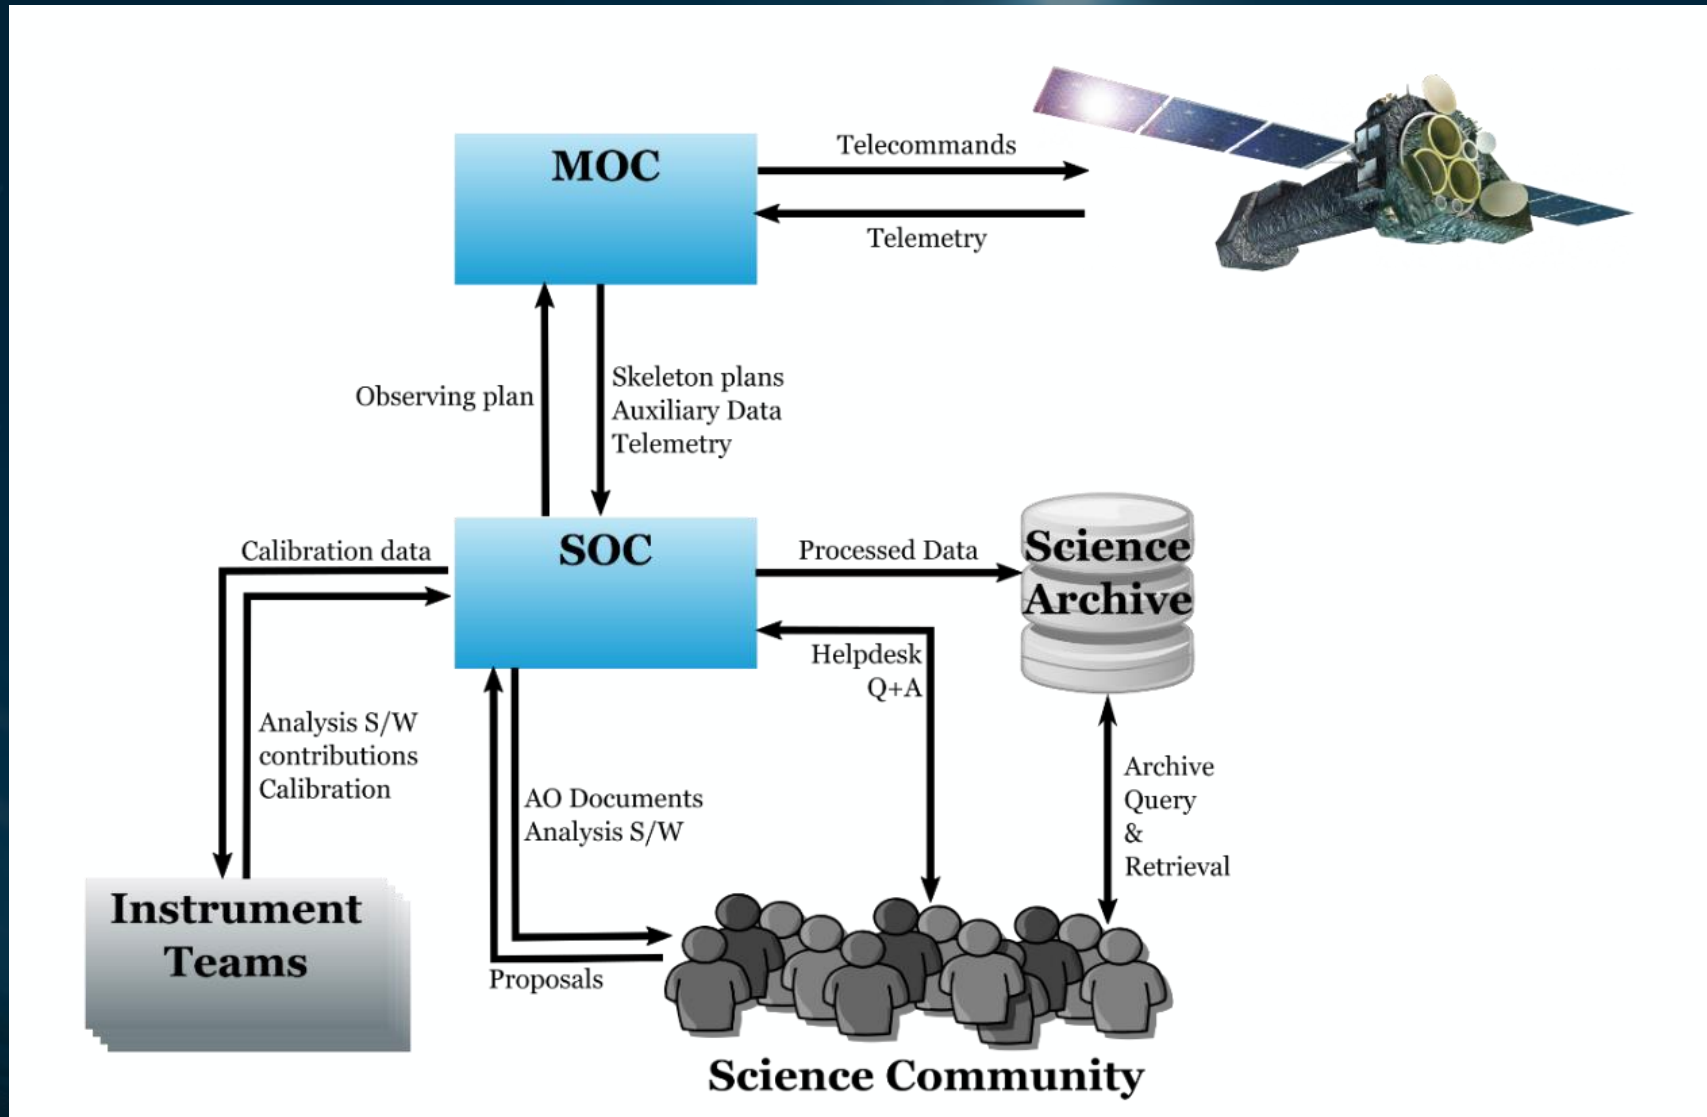 MOC
Telecommands
Telemetry
Observing plan
Skeleton plans
Auxiliary Data
Telemetry
SOC
Calibration data
Processed Data
Science
Archive
Helpdesk
Q+A
Analysis S/W
contributions
Calibration
AO Documents
Analysis S/W
Archive
Query
&
Retrieval
Instrument
Teams
Proposals
Science Community